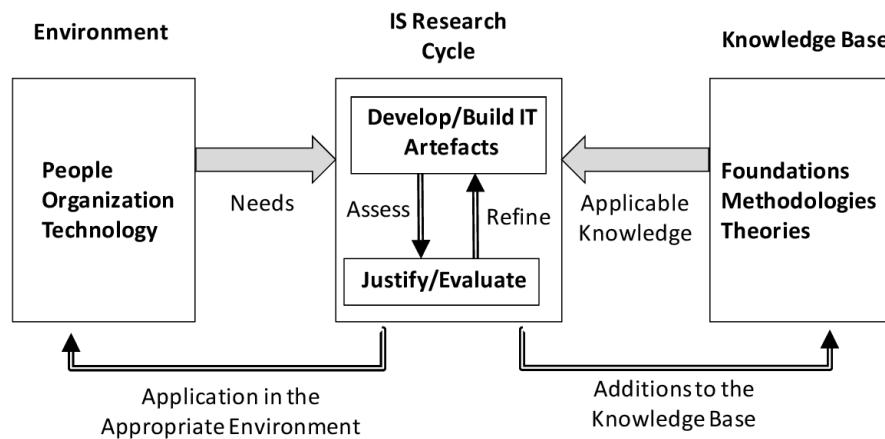 Environment
IS Research
Cycle
Knowledge Base
People
Organization
Technology
Needs
Develop/Build IT
Artefacts
Assess
Refine
Justify/Evaluate
Applicable
Knowledge
Foundations
Methodologies
Theories
Application in the
Appropriate Environment
Additions to the
Knowledge Base